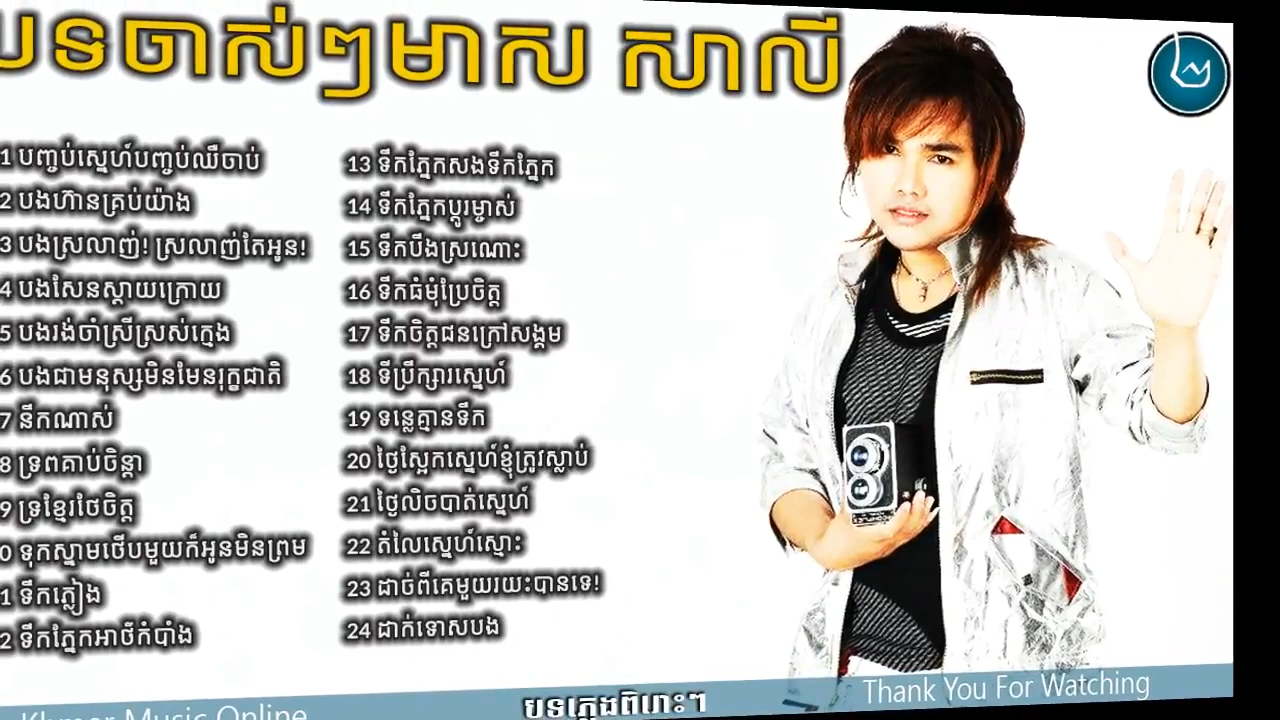 បទចាស់ៗមាស សាលី
1 បញ្ចប់ស្នេហ៍បញ្ចប់ឈឺចាប់
2 បងហ៊ានគ្រប់យ៉ាង
3 បងស្រលាញ់! ស្រលាញ់តែអូន!
4 បងសែនស្តាយក្រោយ
5 បងរង់ចាំស្រីស្រស់ក្មេង
6 បងជាមនុស្សមិនមែនរុក្ខជាតិ
7 នឹកណាស់
8 ទ្រពគាប់ចិន្តា
9 ទ្រខ្មែរថែចិត្ត
0 ទុកស្នាមថើបមួយក៏អូនមិនព្រម
1 ទឹកភ្លៀង
2 ទឹកភ្នែកអាថ៌កំបាំង
13 ទឹកភ្នែកសងទឹកភ្នែក
14 ទឹកភ្នែកប្តូរម្ចាស់
15 ទឹកបឹងស្រណោះ
16 ទឹកធំមុំប្រែចិត្ត
17 ទឹកចិត្តជនក្រៅសង្គម
18 ទីប្រឹក្សារស្នេហ៍
19 ទន្លេគ្មានទឹក
20 ថ្ងៃស្អែកស្នេហ៍ខ្ញុំត្រូវស្លាប់
21 ថ្ងៃលិចបាត់ស្នេហ៍
22 តំលៃស្នេហ៍ស្មោះ
23 ដាច់ពីគេមួយរយះបានទេ!
24 ដាក់ទោសបង
Khmer Music Online
បទភ្លេងពិរោះៗ
Thank You For Watching